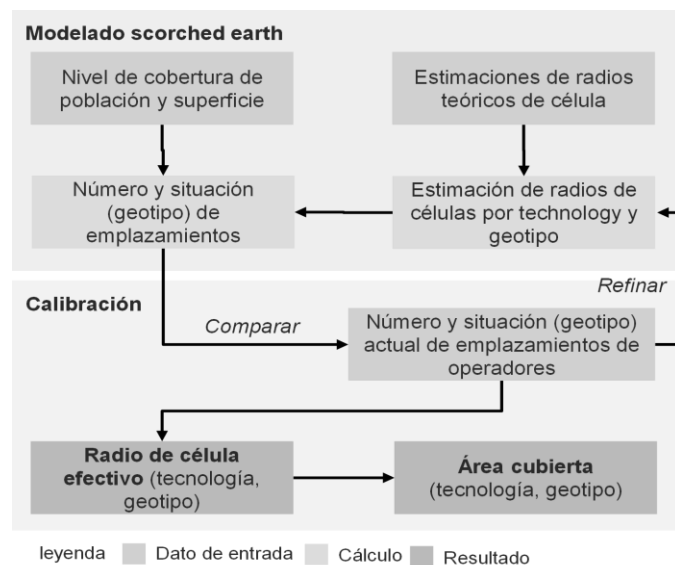 Modelado scorched earth
Nivel de cobertura de
población y superficie
Estimaciones de radios
teóricos de célula
Número y situación
(geotipo) de
emplazamientos
Estimación de radios de
células por technology y
geotipo
Refinar
Calibración
Comparar
Número y situación (geotipo)
actual de emplazamientos de
operadores
Radio de célula
efectivo (tecnología,
geotipo)
Área cubierta
(tecnología, geotipo)
leyenda Dato de entrada Cálculo Resultado